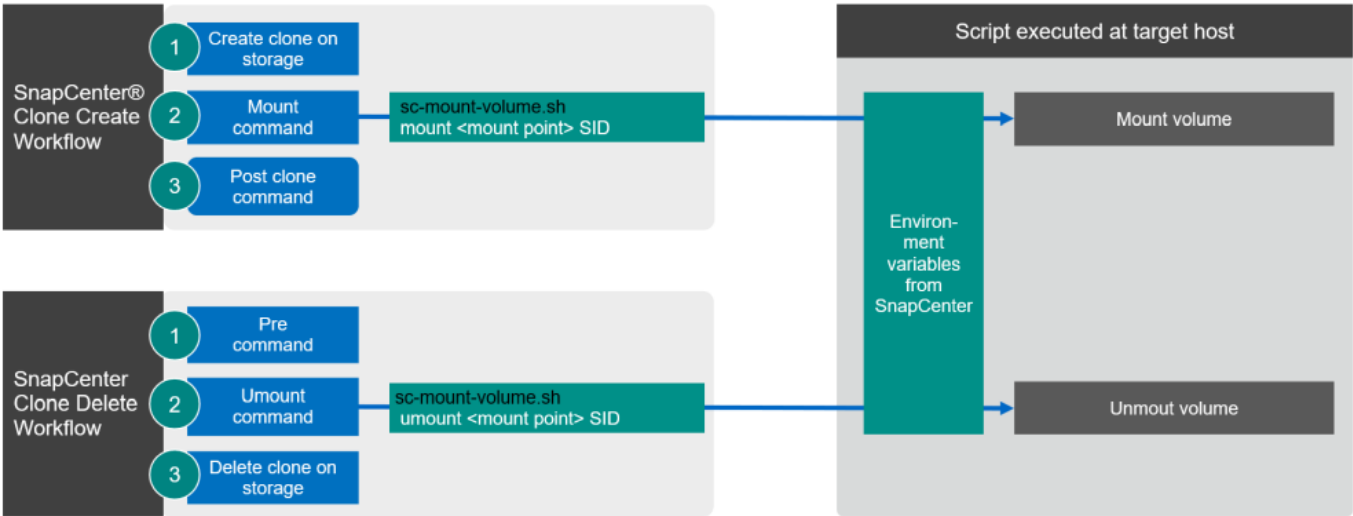 SnapCenter®
Clone Create
Workflow
1
Create clone on
storage
2
Mount
command
sc-mount-volume.sh
mount <mount point> SID
3
Post clone
command
Script executed at target host
Environ-
ment
variables
from
SnapCenter
Mount volume
SnapCenter
Clone Delete
Workflow
1
Pre
command
2
Umount
command
sc-mount-volume.sh
umount <mount point> SID
3
Delete clone on
storage
Unmout volume